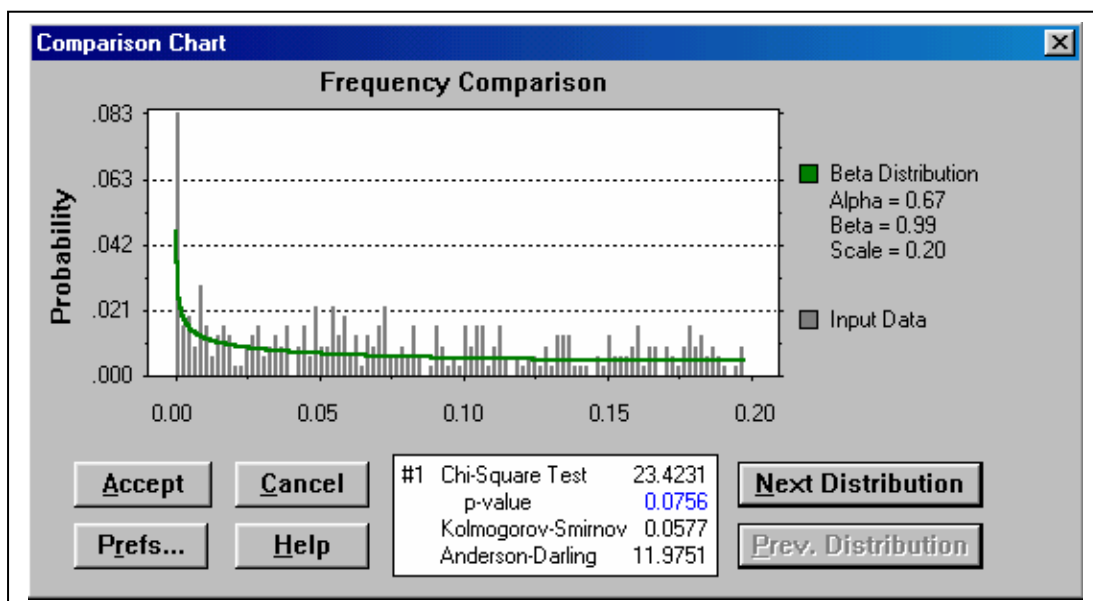 Comparison Chart
Frequency Comparison
Probability
.083
.063
.042
.021
.000
0.00 0.05 0.10 0.15 0.20
Beta Distribution
Alpha = 0.67
Beta = 0.99
Scale = 0.20
Input Data
Accept
Cancel
Prefs...
Help
#1 Chi-Square Test 23.4231
p-value 0.0756
Kolmogorov-Smirnov 0.0577
Anderson-Darling 11.9751
Next Distribution
Prev. Distribution